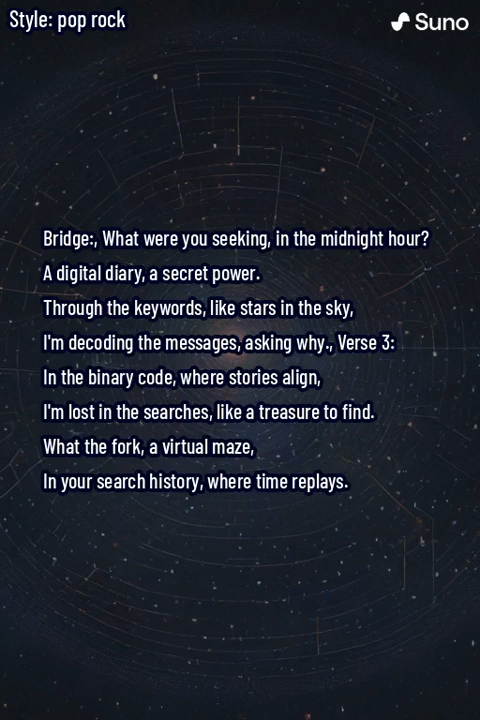 Style: pop rock
Suno
Bridge:, What were you seeking, in the midnight hour?
A digital diary, a secret power.
Through the keywords, like stars in the sky,
I'm decoding the messages, asking why., Verse 3:
In the binary code, where stories align,
I'm lost in the searches, like a treasure to find.
What the fork, a virtual maze,
In your search history, where time replays.